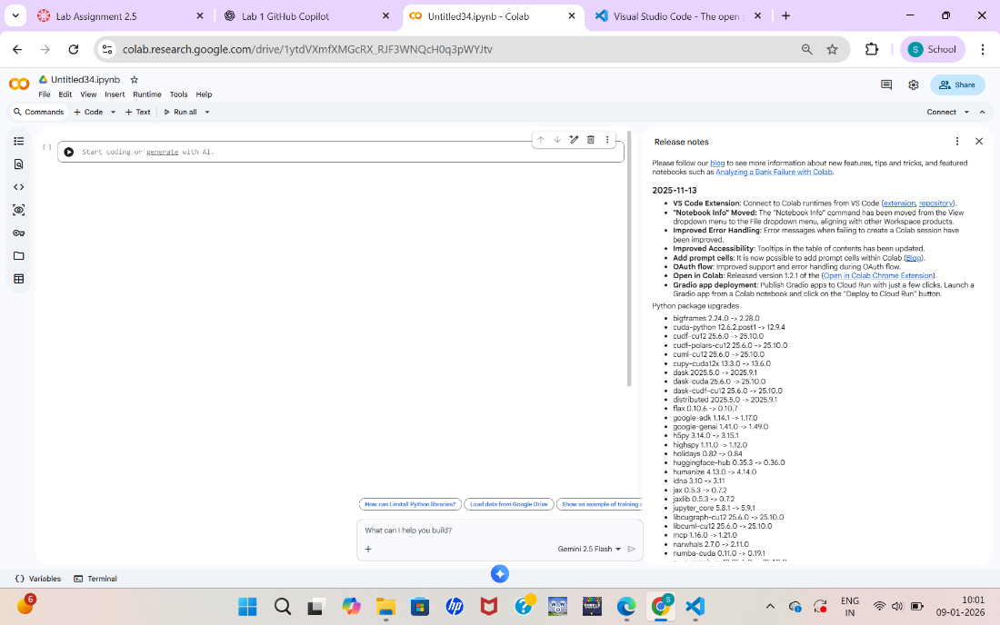 Lab Assignment 2.5
Lab 1 GitHub Copilot
Untitled34.ipynb - Colab
Visual Studio Code - The open s
colab.research.google.com/drive/1ytdVXmfXMGcRX_RJF3WNQcH0q3pWYJtv
S School
Untitled34.ipynb
File Edit View Insert Runtime Tools Help
Share
Commands + Code + Text Run all
Connect
[ ] Start coding or generate with AI.
Release notes
Please follow our blog to see more information about new features, tips and tricks, and featured
notebooks such as Analyzing a Bank Failure with Colab.
2025-11-13
• VS Code Extension: Connect to Colab runtimes from VS Code (extension, repository).
• "Notebook Info" Moved: The "Notebook Info" command has been moved from the View
dropdown menu to the File dropdown menu, aligning with other Workspace products.
• Improved Error Handling: Error messages when failing to create a Colab session have
been improved.
• Improved Accessibility: Tooltips in the table of contents has been updated.
• Add prompt cells: It is now possible to add prompt cells within Colab (Blog).
• OAuth flow: Improved support and error handling during OAuth flow.
• Open in Colab: Released version 1.2.1 of the (Open in Colab Chrome Extension).
• Gradio app deployment: Publish Gradio apps to Cloud Run with just a few clicks. Launch a
Gradio app from a Colab notebook and click on the "Deploy to Cloud Run" button.
Python package upgrades
• bigframes 2.24.0 -> 2.28.0
• cuda-python 12.6.2.post1 -> 12.9.4
• cudf-cu12 25.6.0 -> 25.10.0
• cudf-polars-cu12 25.6.0 -> 25.10.0
• cuml-cu12 25.6.0 -> 25.10.0
• cupy-cuda12x 13.3.0 -> 13.6.0
• dask 2025.5.0 -> 2025.9.1
• dask-cuda 25.6.0 -> 25.10.0
• dask-cudf-cu12 25.6.0 -> 25.10.0
• distributed 2025.5.0 -> 2025.9.1
• flax 0.10.6 -> 0.10.7
• google-adk 1.14.1 -> 1.17.0
• google-genai 1.41.0 -> 1.49.0
• h5py 3.14.0 -> 3.15.1
• highspy 1.11.0 -> 1.12.0
• holidays 0.82 -> 0.84
• huggingface-hub 0.35.3 -> 0.36.0
• humanize 4.13.0 -> 4.14.0
• idna 3.10 -> 3.11
• jax 0.5.3 -> 0.7.2
• jaxlib 0.5.3 -> 0.7.2
• jupyter_core 5.8.1 -> 5.9.1
• libcugraph-cu12 25.6.0 -> 25.10.0
• libcuml-cu12 25.6.0 -> 25.10.0
• mcp 1.16.0 -> 1.21.0
• narwhals 2.7.0 -> 2.11.0
• numba-cuda 0.11.0 -> 0.19.1
How can I install Python libraries? Load data from Google Drive Show an example of training
What can I help you build?
+ Gemini 2.5 Flash
{} Variables Terminal
6
ENG
IN
10:01
09-01-2026